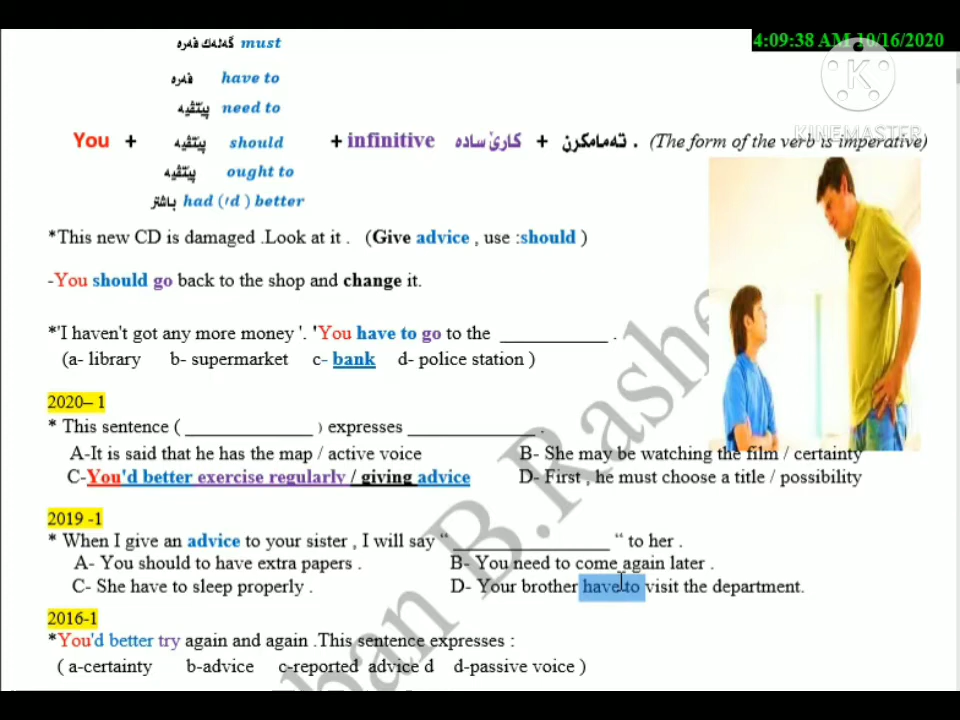 4:09:38 AM 10/16/2020
K
KINEMASTER
گەلەك فەرە must
فەرە have to
پێتڤیە need to
You + پێتڤیە should + infinitive كارێ سادە + تەمامكرن . (The form of the verb is imperative)
پێتڤیە ought to
باشتر had ('d ) better
*This new CD is damaged .Look at it . (Give advice , use :should )
-You should go back to the shop and change it.
*'I haven't got any more money '. 'You have to go to the ___________ .
(a- library b- supermarket c- bank d- police station )
2020– 1
* This sentence ( _____________ ) expresses _____________ .
A-It is said that he has the map / active voice B- She may be watching the film / certainty
C-You'd better exercise regularly / giving advice D- First , he must choose a title / possibility
2019 -1
* When I give an advice to your sister , I will say “ ________________ “ to her .
A- You should to have extra papers . B- You need to come again later .
C- She have to sleep properly . D- Your brother have to visit the department.
2016-1
*You'd better try again and again .This sentence expresses :
( a-certainty b-advice c-reported advice d d-passive voice )
ban B.Rashe